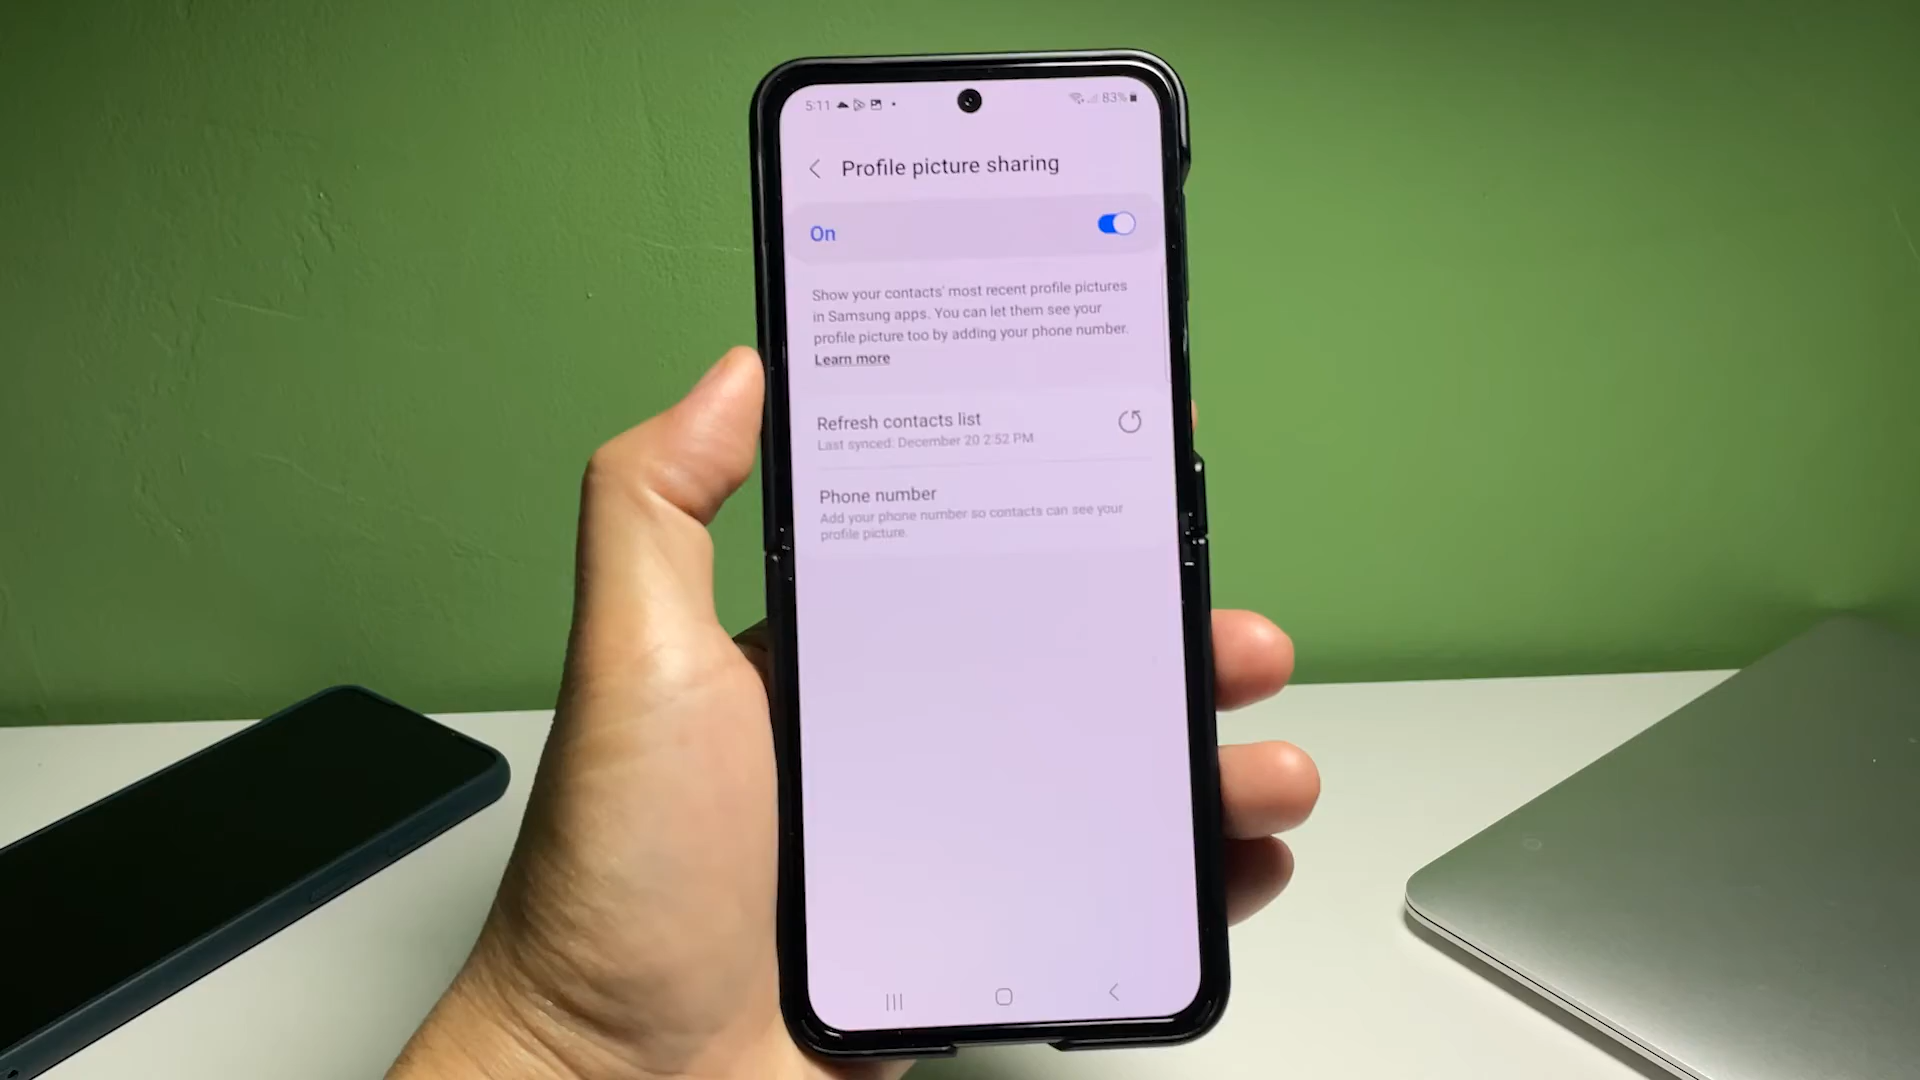 5:11
83%
Profile picture sharing
On
Show your contacts' most recent profile pictures
in Samsung apps. You can let them see your
profile picture too by adding your phone number.
Learn more
Refresh contacts list
Last synced: December 20 2:52 PM
Phone number
Add your phone number so contacts can see your
profile picture.